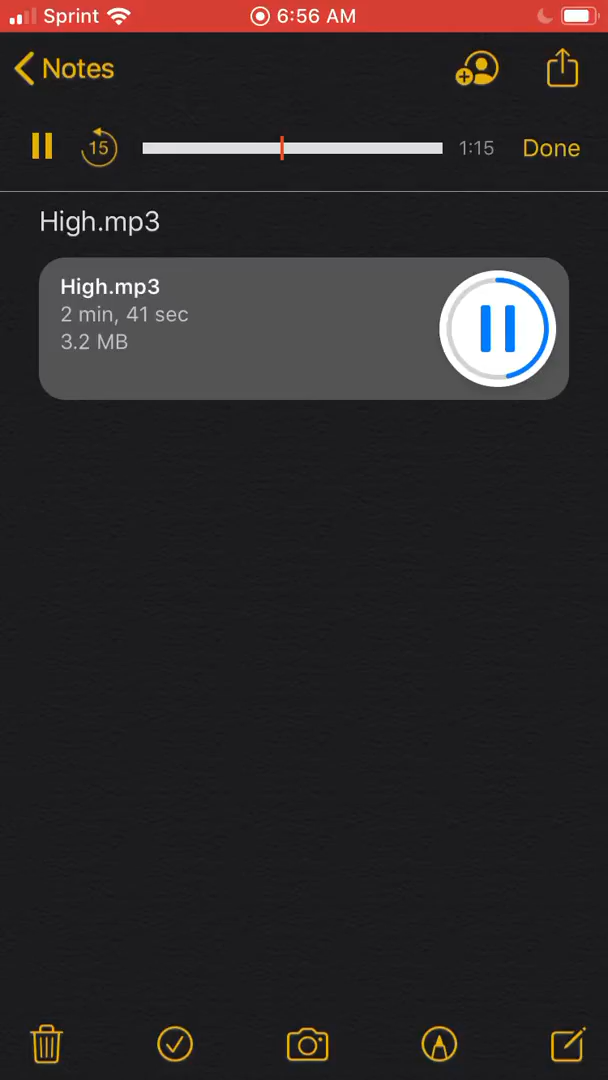 Sprint 6:56 AM
Notes
15 1:15 Done
High.mp3
High.mp3
2 min, 41 sec
3.2 MB